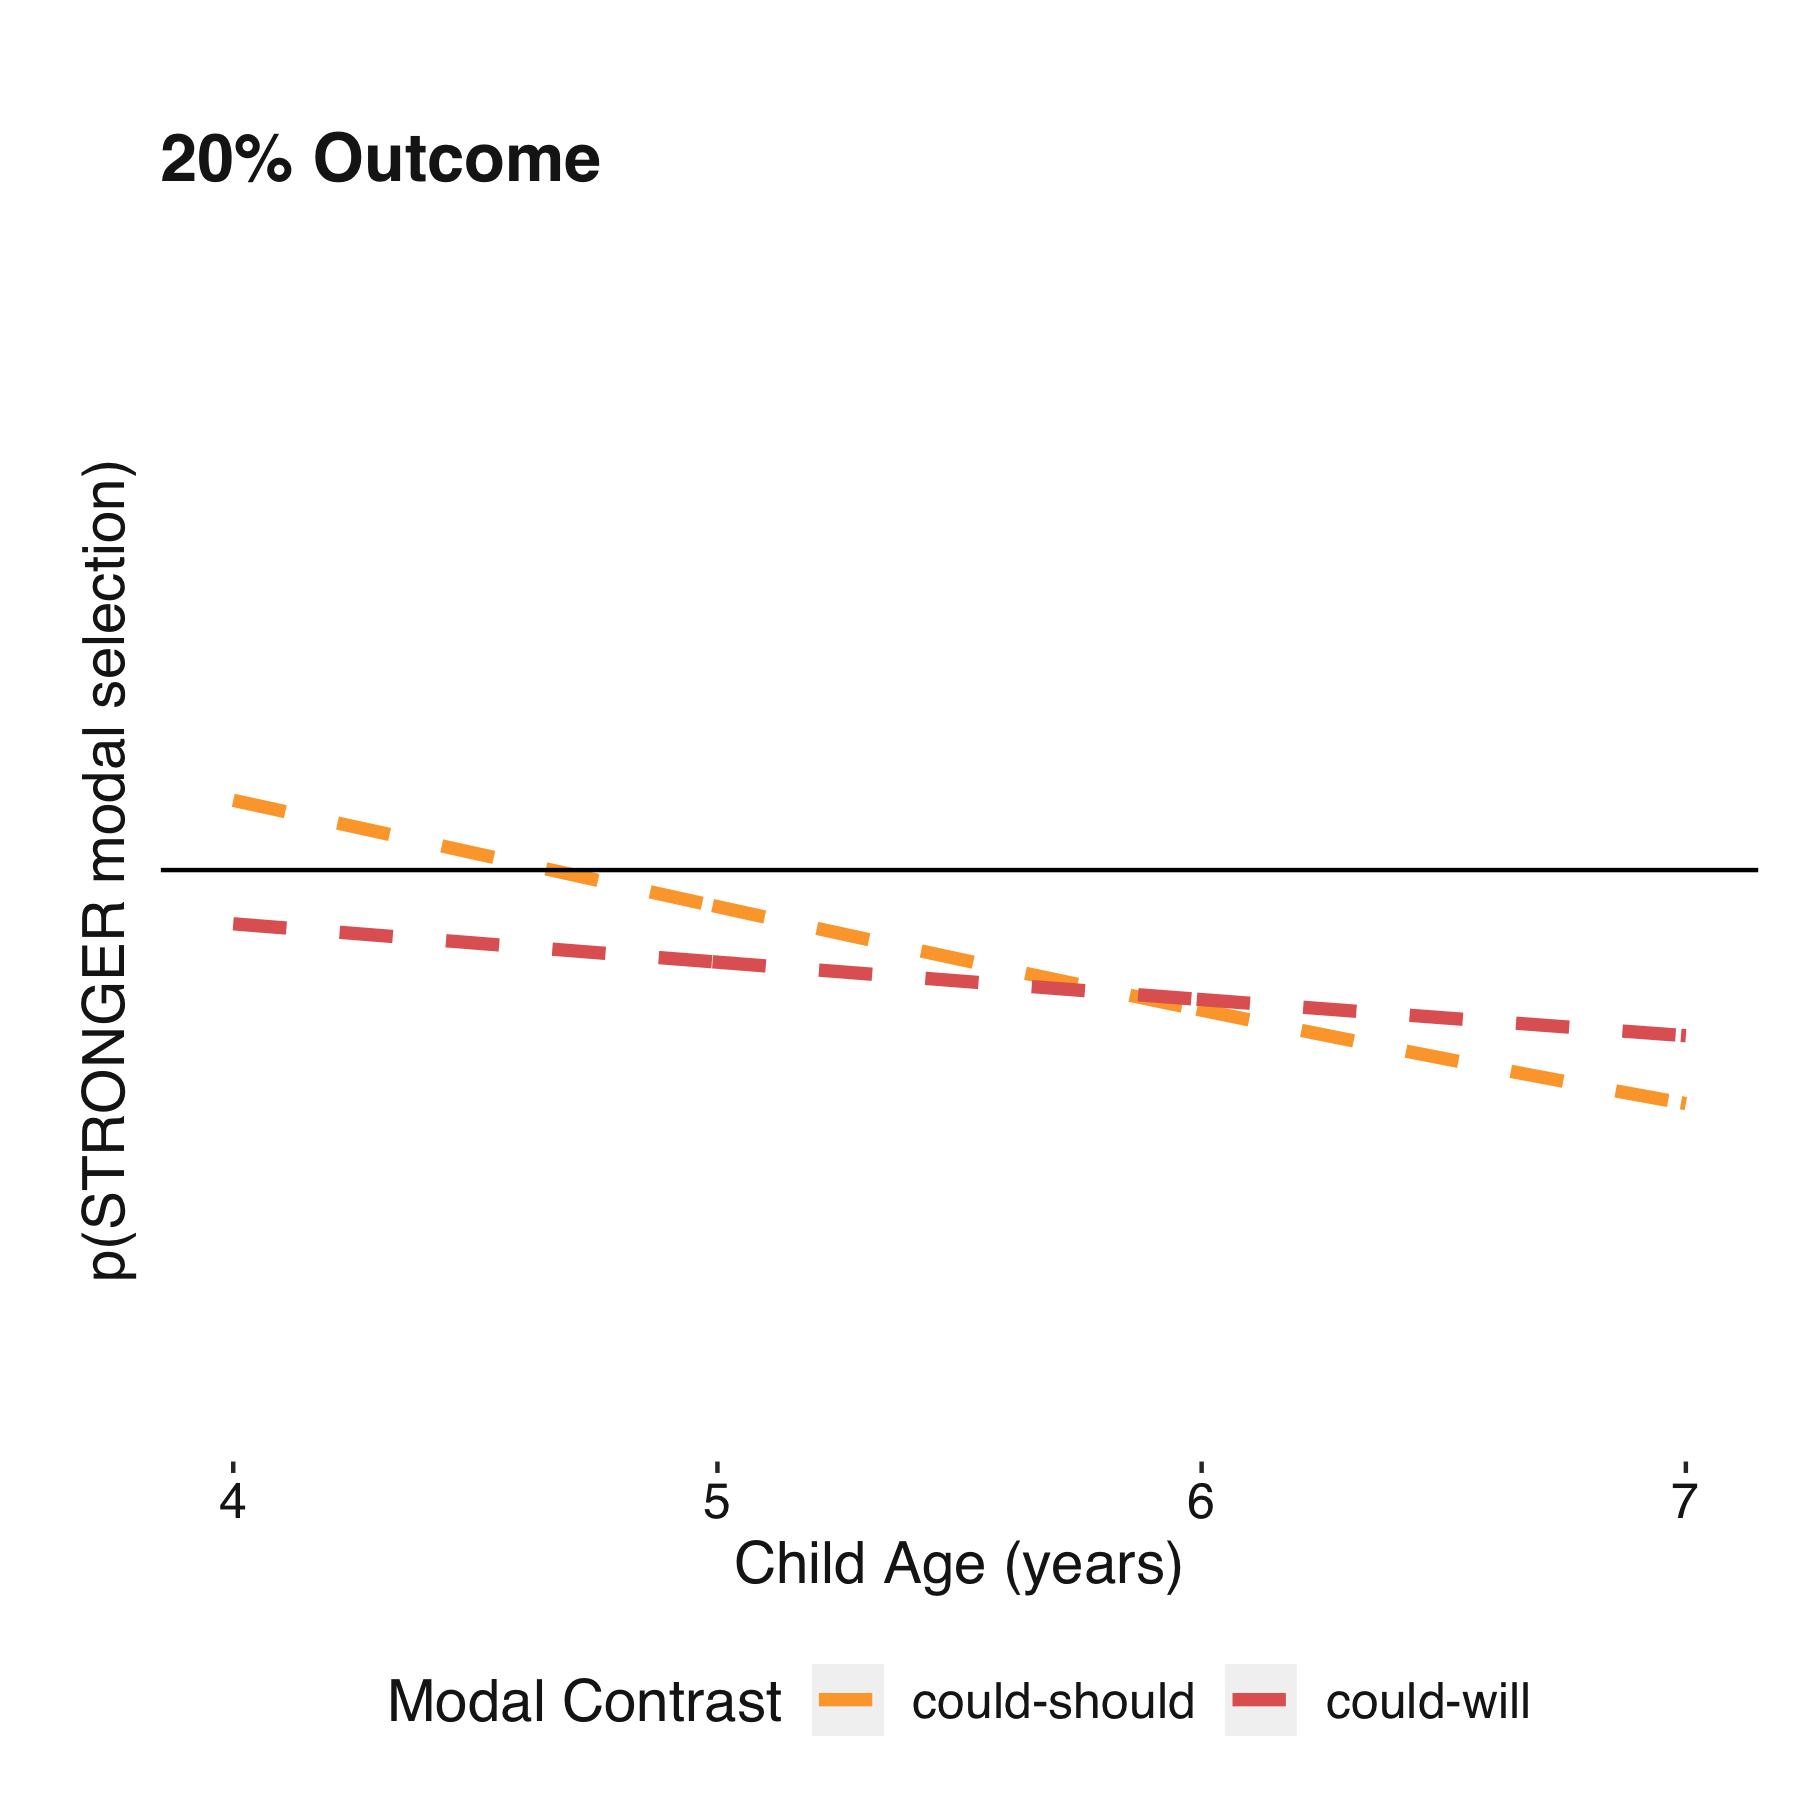 20% Outcome
p(STRONGER modal selection)
4 5 6 7
Child Age (years)
Modal Contrast could-should could-will